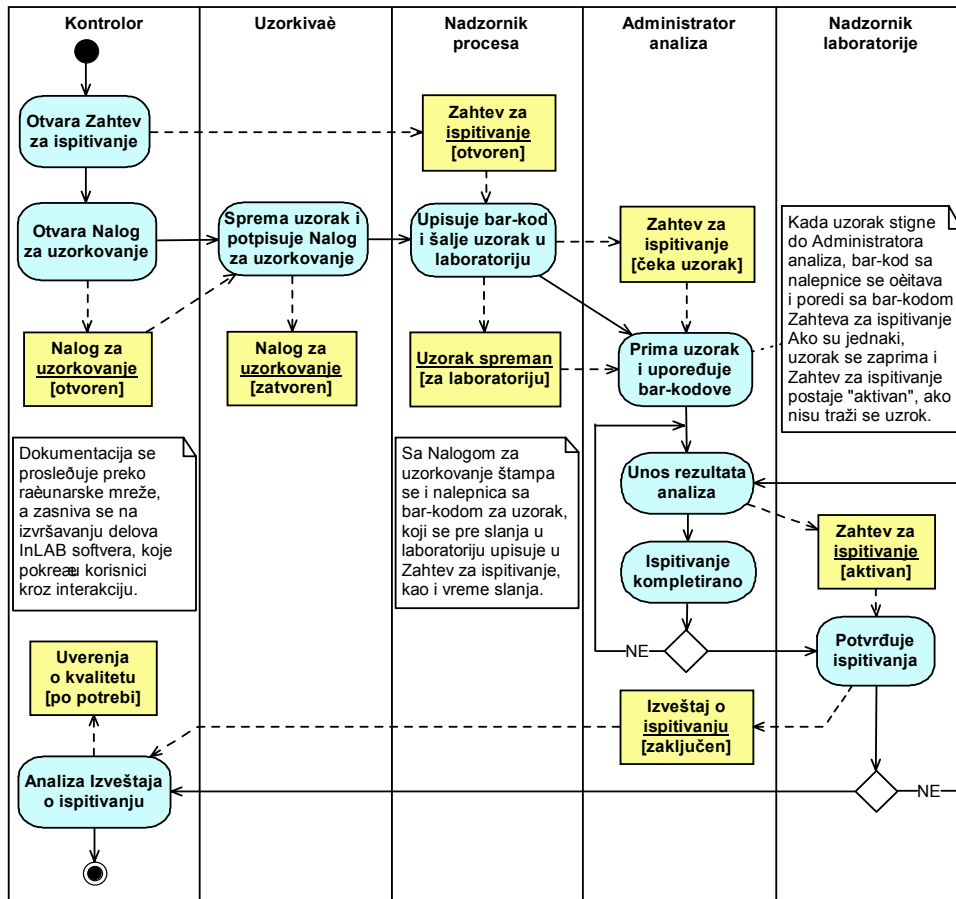 Kontrolor
Uzorkivaè
Nadzornik
procesa
Administrator
analiza
Nadzornik
laboratorije
Otvara Zahtev
za ispitivanje
Zahtev za
ispitivanje
[otvoren]
Otvara Nalog
za uzorkovanje
Sprema uzorak i
potpisuje Nalog
za uzorkovanje
Upisuje bar-kod
i šalje uzorak u
laboratoriju
Zahtev za
ispitivanje
[čeka uzorak]
Kada uzorak stigne
do Administratora
analiza, bar-kod sa
nalepnice se oèitava
i poredi sa bar-kodom
Zahteva za ispitivanje
Ako su jednaki,
uzorak se zaprima i
Zahtev za ispitivanje
postaje "aktivan", ako
nisu traži se uzrok.
Nalog za
uzorkovanje
[otvoren]
Nalog za
uzorkovanje
[zatvoren]
Uzorak spreman
[za laboratoriju]
Prima uzorak
i upoređuje
bar-kodove
Dokumentacija se
prosleđuje preko
raèunarske mreže,
a zasniva se na
izvršavanju delova
InLAB softvera, koje
pokreæu korisnici
kroz interakciju.
Sa Nalogom za
uzorkovanje štampa
se i nalepnica sa
bar-kodom za uzorak,
koji se pre slanja u
laboratoriju upisuje u
Zahtev za ispitivanje,
kao i vreme slanja.
Unos rezultata
analiza
Zahtev za
ispitivanje
[aktivan]
Ispitivanje
kompletirano
NE
Potvrđuje
ispitivanja
Uverenja
o kvalitetu
[po potrebi]
Izveštaj o
ispitivanju
[zaključen]
Analiza Izveštaja
o ispitivanju
NE